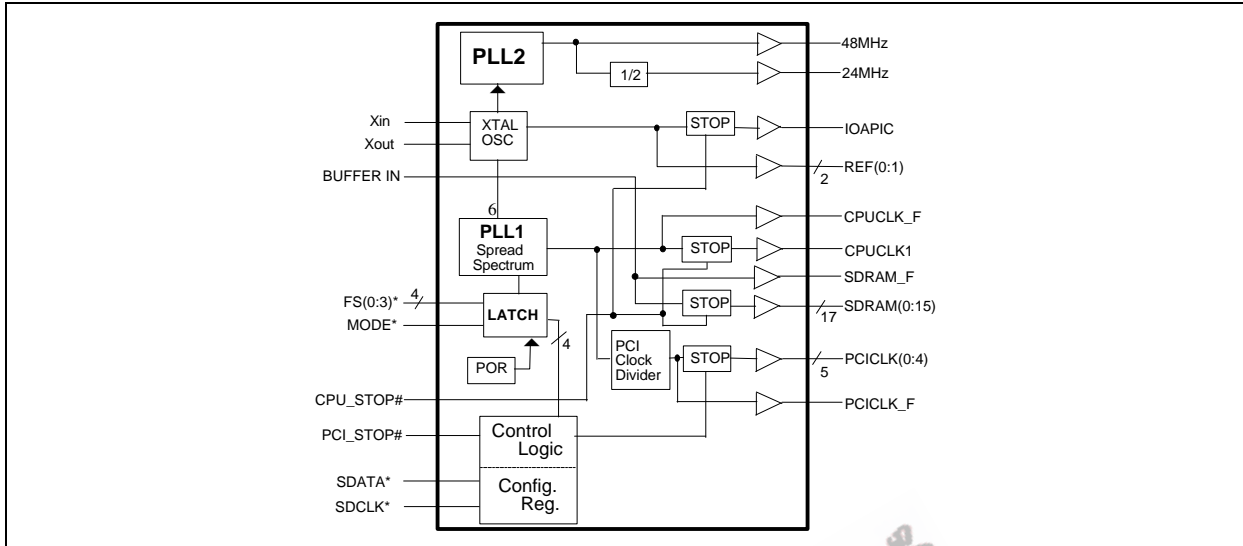 PLL2
48MHz
1/2
24MHz
Xin
Xout
XTAL
OSC
STOP
IOAPIC
REF(0:1)
2
BUFFER IN
6
PLL1
Spread
Spectrum
CPUCLK_F
STOP
CPUCLK1
SDRAM_F
FS(0:3)*
4
MODE*
LATCH
4
STOP
SDRAM(0:15)
17
POR
PCI
Clock
Divider
STOP
PCICLK(0:4)
5
PCICLK_F
CPU_STOP#
PCI_STOP#
Control
Logic
SDATA*
SDCLK*
Config.
Reg.